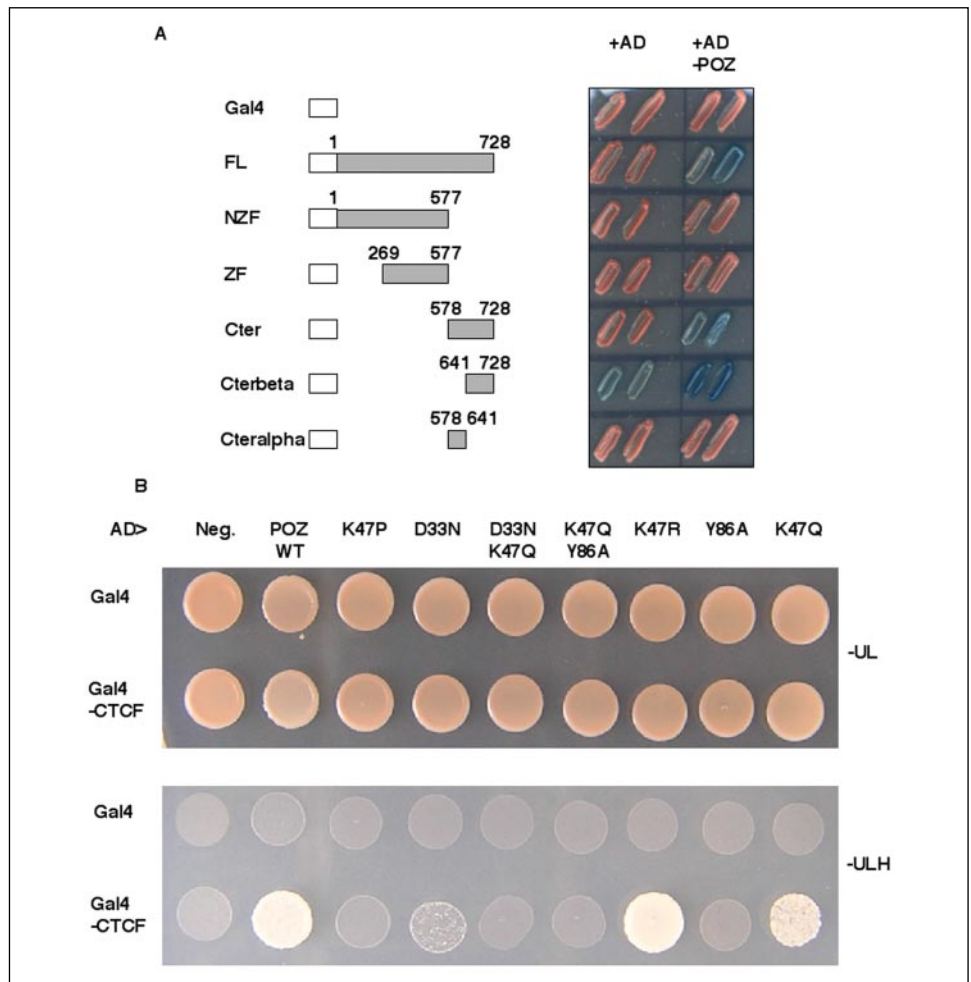 A
+AD +AD
-POZ
Gal4
1 728
FL
1 577
NZF
269 577
ZF
578 728
Cter
641 728
Cterbeta
578 641
Cteralpha
B
AD> Neg. POZ K47P D33N D33N K47Q K47R Y86A K47Q
WT K47Q Y86A
Gal4
-UL
Gal4
-CTCF
Gal4
-ULH
Gal4
-CTCF